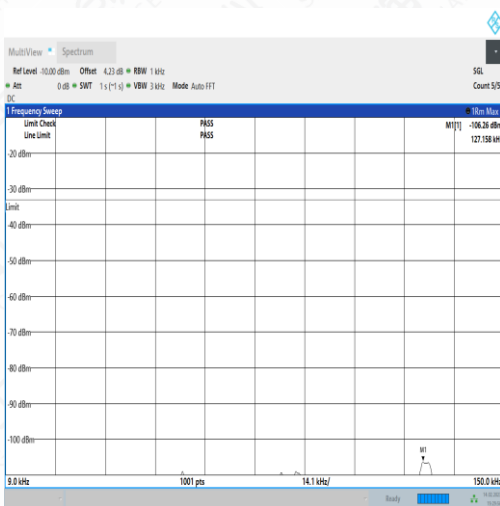 MultiView Spectrum
Ref Level -10.00 dBm Offset 4.23 dB RBW 1 kHz SGL
Att 0 dB SWT 1 s (~1 s) VBW 3 kHz Mode Auto FFT Count 5/5
DC
1 Frequency Sweep 1Rm Max
Limit Check PASS M1[1] -106.26 dBm
Line Limit PASS 127.158 kH
-20 dBm
-30 dBm
Limit
-40 dBm
-50 dBm
-60 dBm
-70 dBm
-80 dBm
-90 dBm
-100 dBm
M1
9.0 kHz 1001 pts 14.1 kHz/ 150.0 kHz
Ready